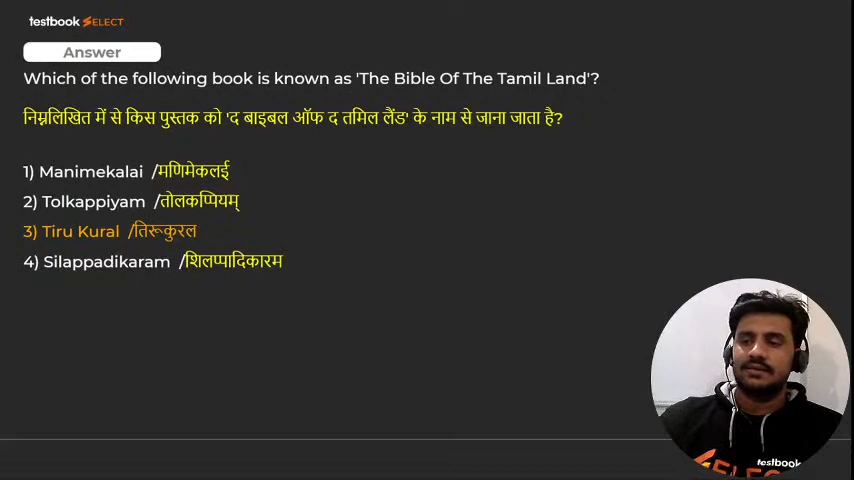 testbook SELECT
Answer
Which of the following book is known as 'The Bible Of The Tamil Land'?
निम्नलिखित में से किस पुस्तक को 'द बाइबल ऑफ द तमिल लैंड' के नाम से जाना जाता है?
1) Manimekalai /मणिमेकलई
2) Tolkappiyam /तोलकप्पियम्
3) Tiru Kural /तिरूकुरल
4) Silappadikaram /शिलप्पादिकारम
testbook
SELEC